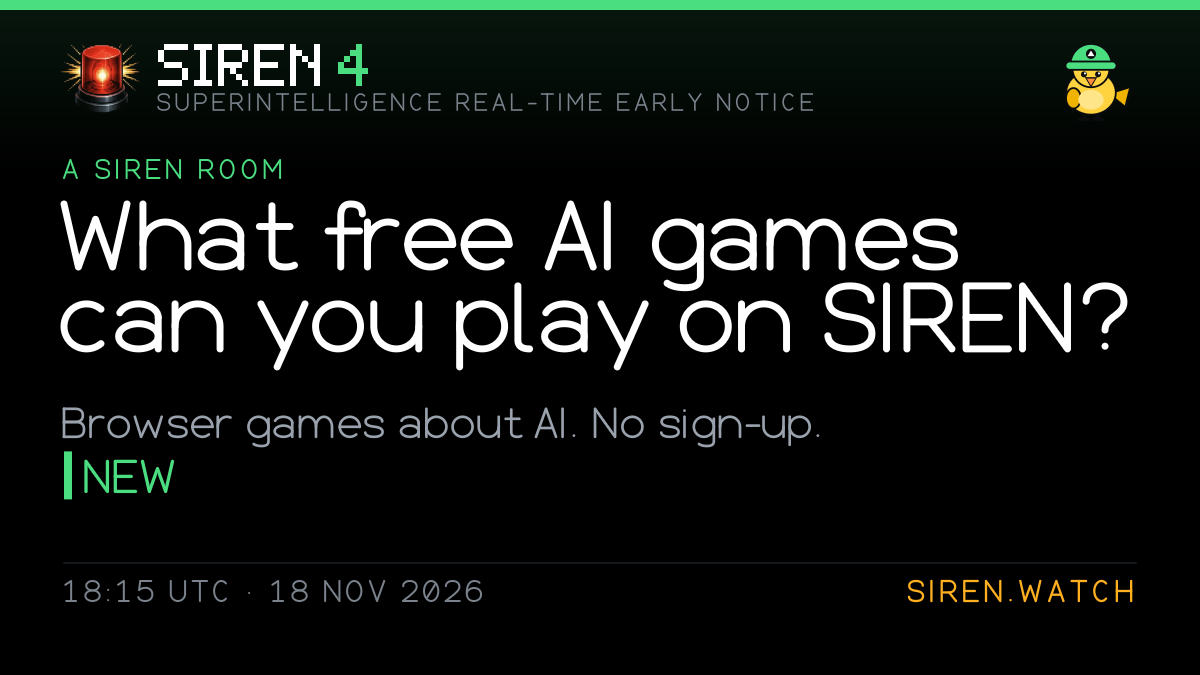 SIREN 4
SUPERINTELLIGENCE REAL-TIME EARLY NOTICE
A SIREN ROOM
What free AI games
can you play on SIREN?
Browser games about AI. No sign-up.
NEW
18:15 UTC · 18 NOV 2026
SIREN.WATCH